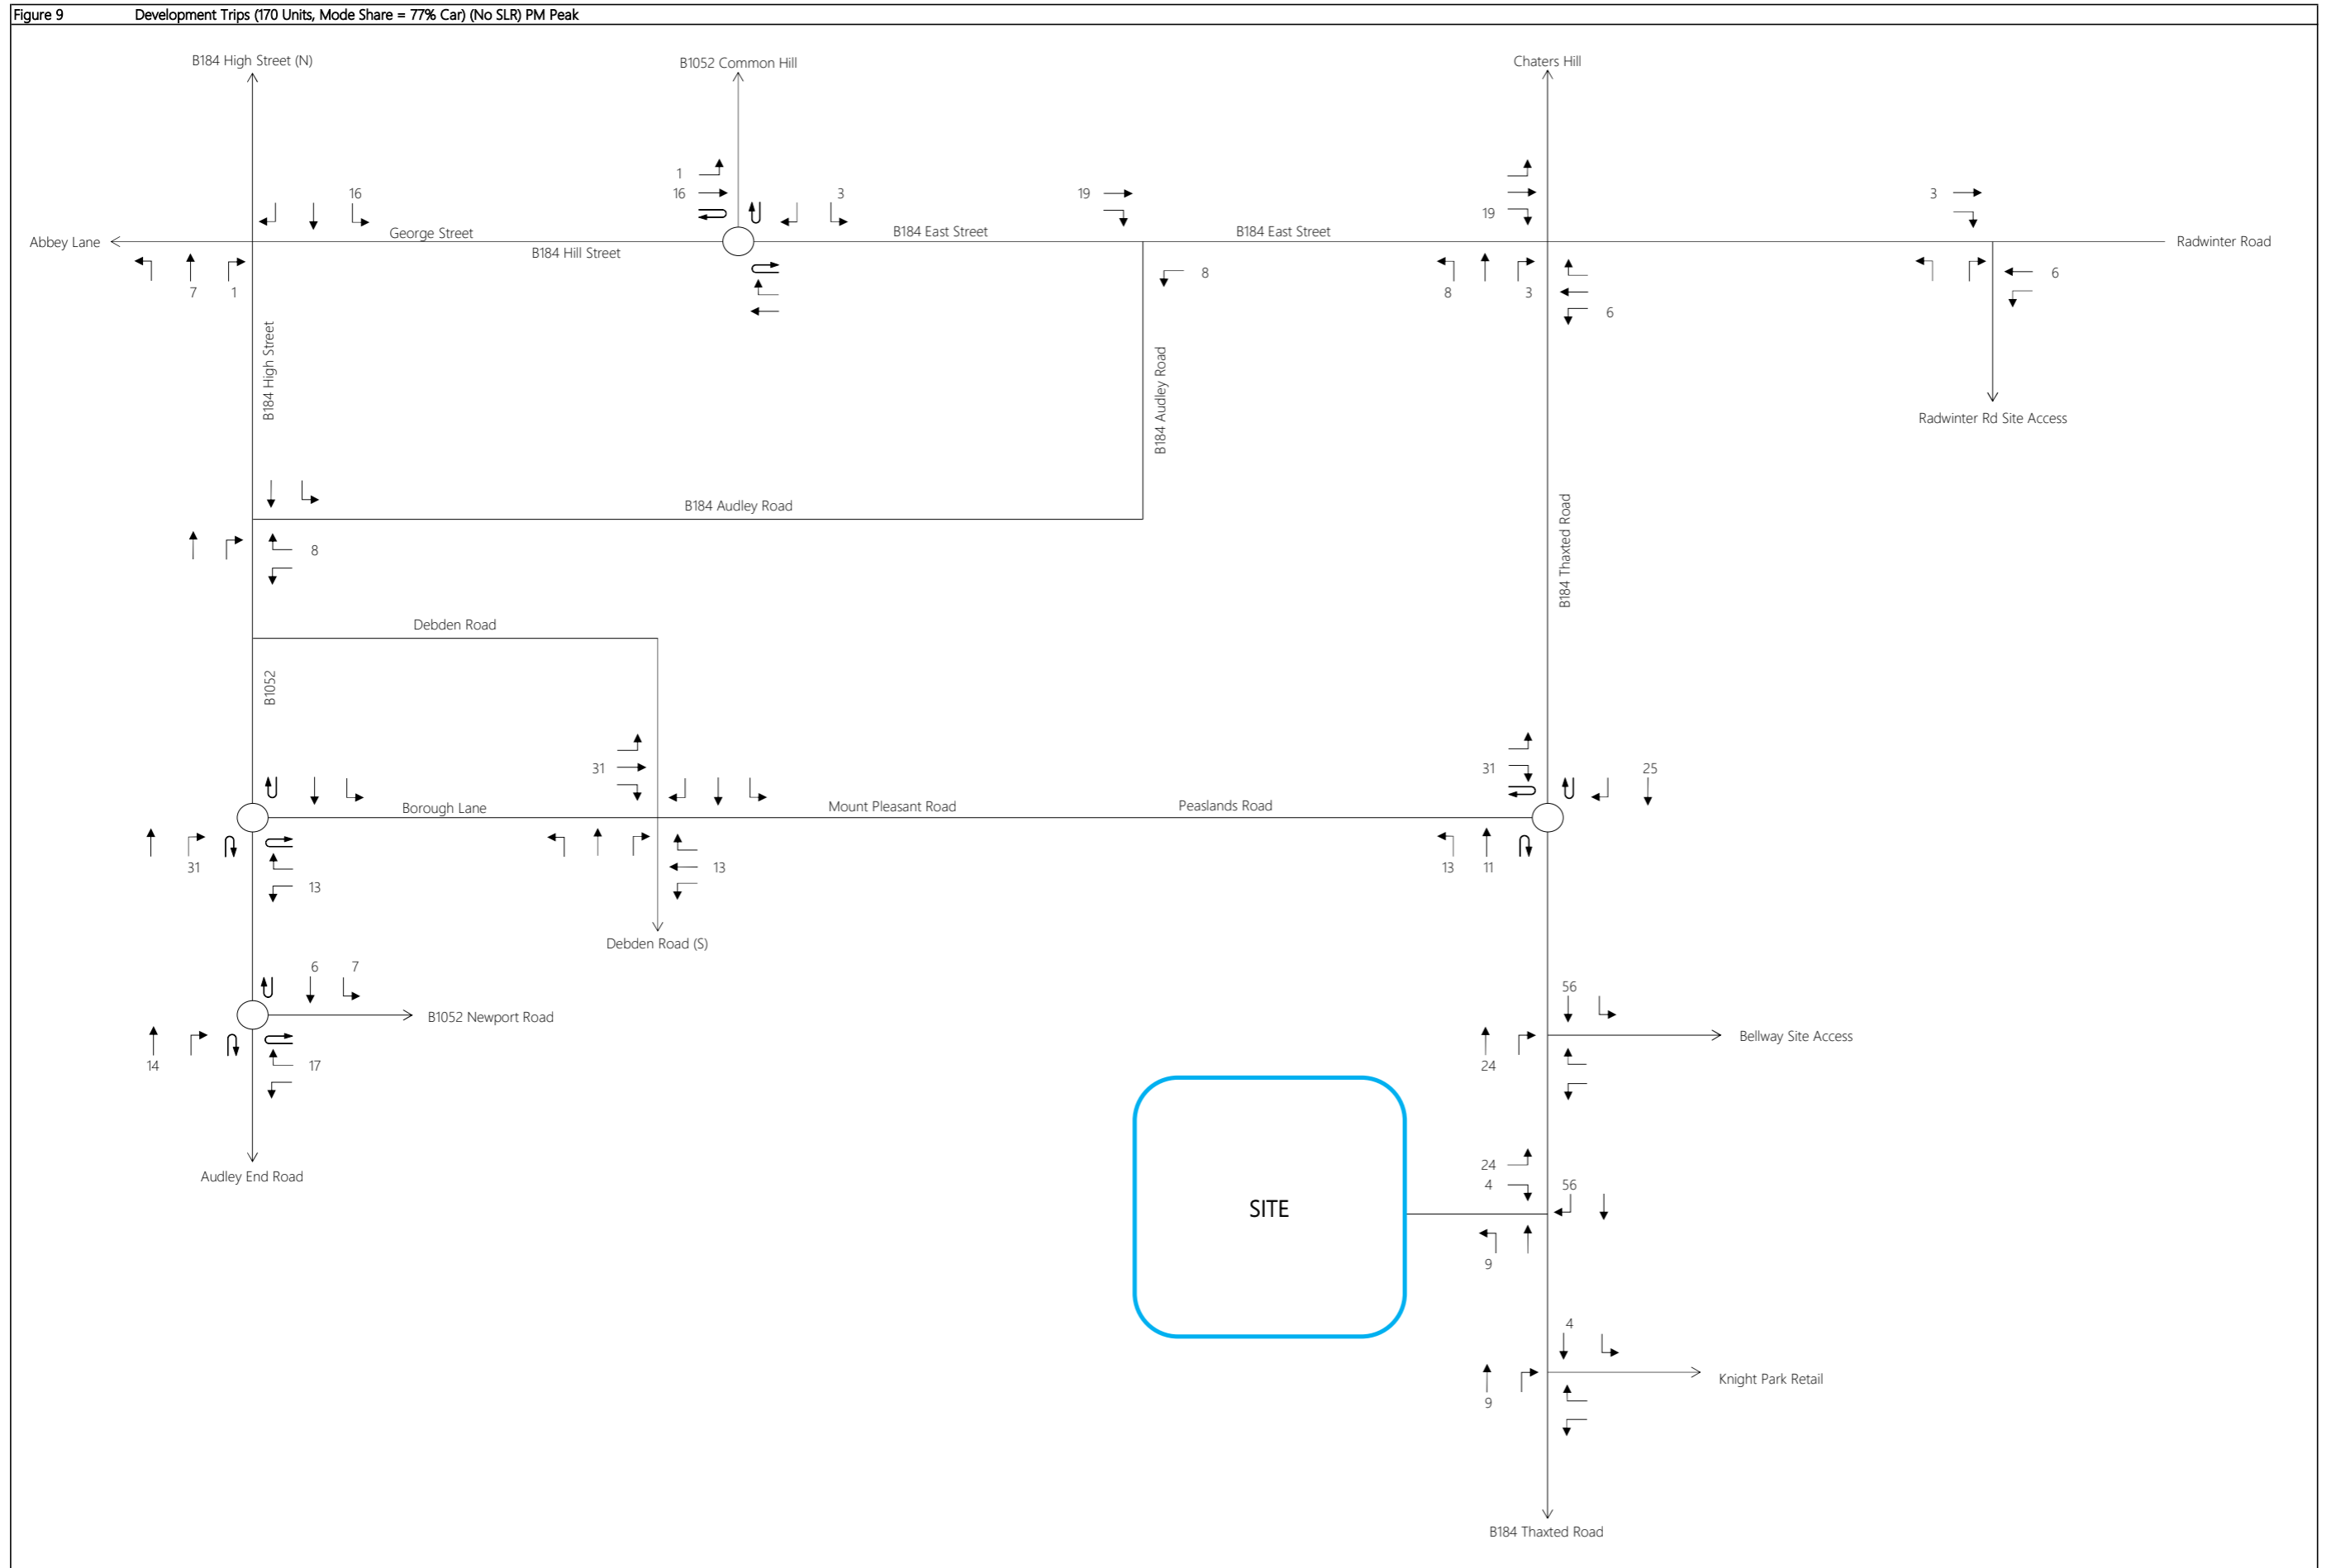 Figure 9 Development Trips (170 Units, Mode Share = 77% Car) (No SLR) PM Peak
B184 High Street (N)
B1052 Common Hill
Chaters Hill
1
16
16
3
19
19
3
Abbey Lane
George Street
B184 Hill Street
B184 East Street
B184 East Street
Radwinter Road
7
1
8
8
3
6
6
B184 High Street
B184 Audley Road
Radwinter Rd Site Access
B184 Audley Road
B184 Thaxted Road
8
Debden Road
B1052
31
31
25
Borough Lane
Mount Pleasant Road
Peaslands Road
31
13
13
13
11
Debden Road (S)
6
7
56
B1052 Newport Road
Bellway Site Access
14
17
24
Audley End Road
24
4
56
SITE
9
4
Knight Park Retail
9
B184 Thaxted Road